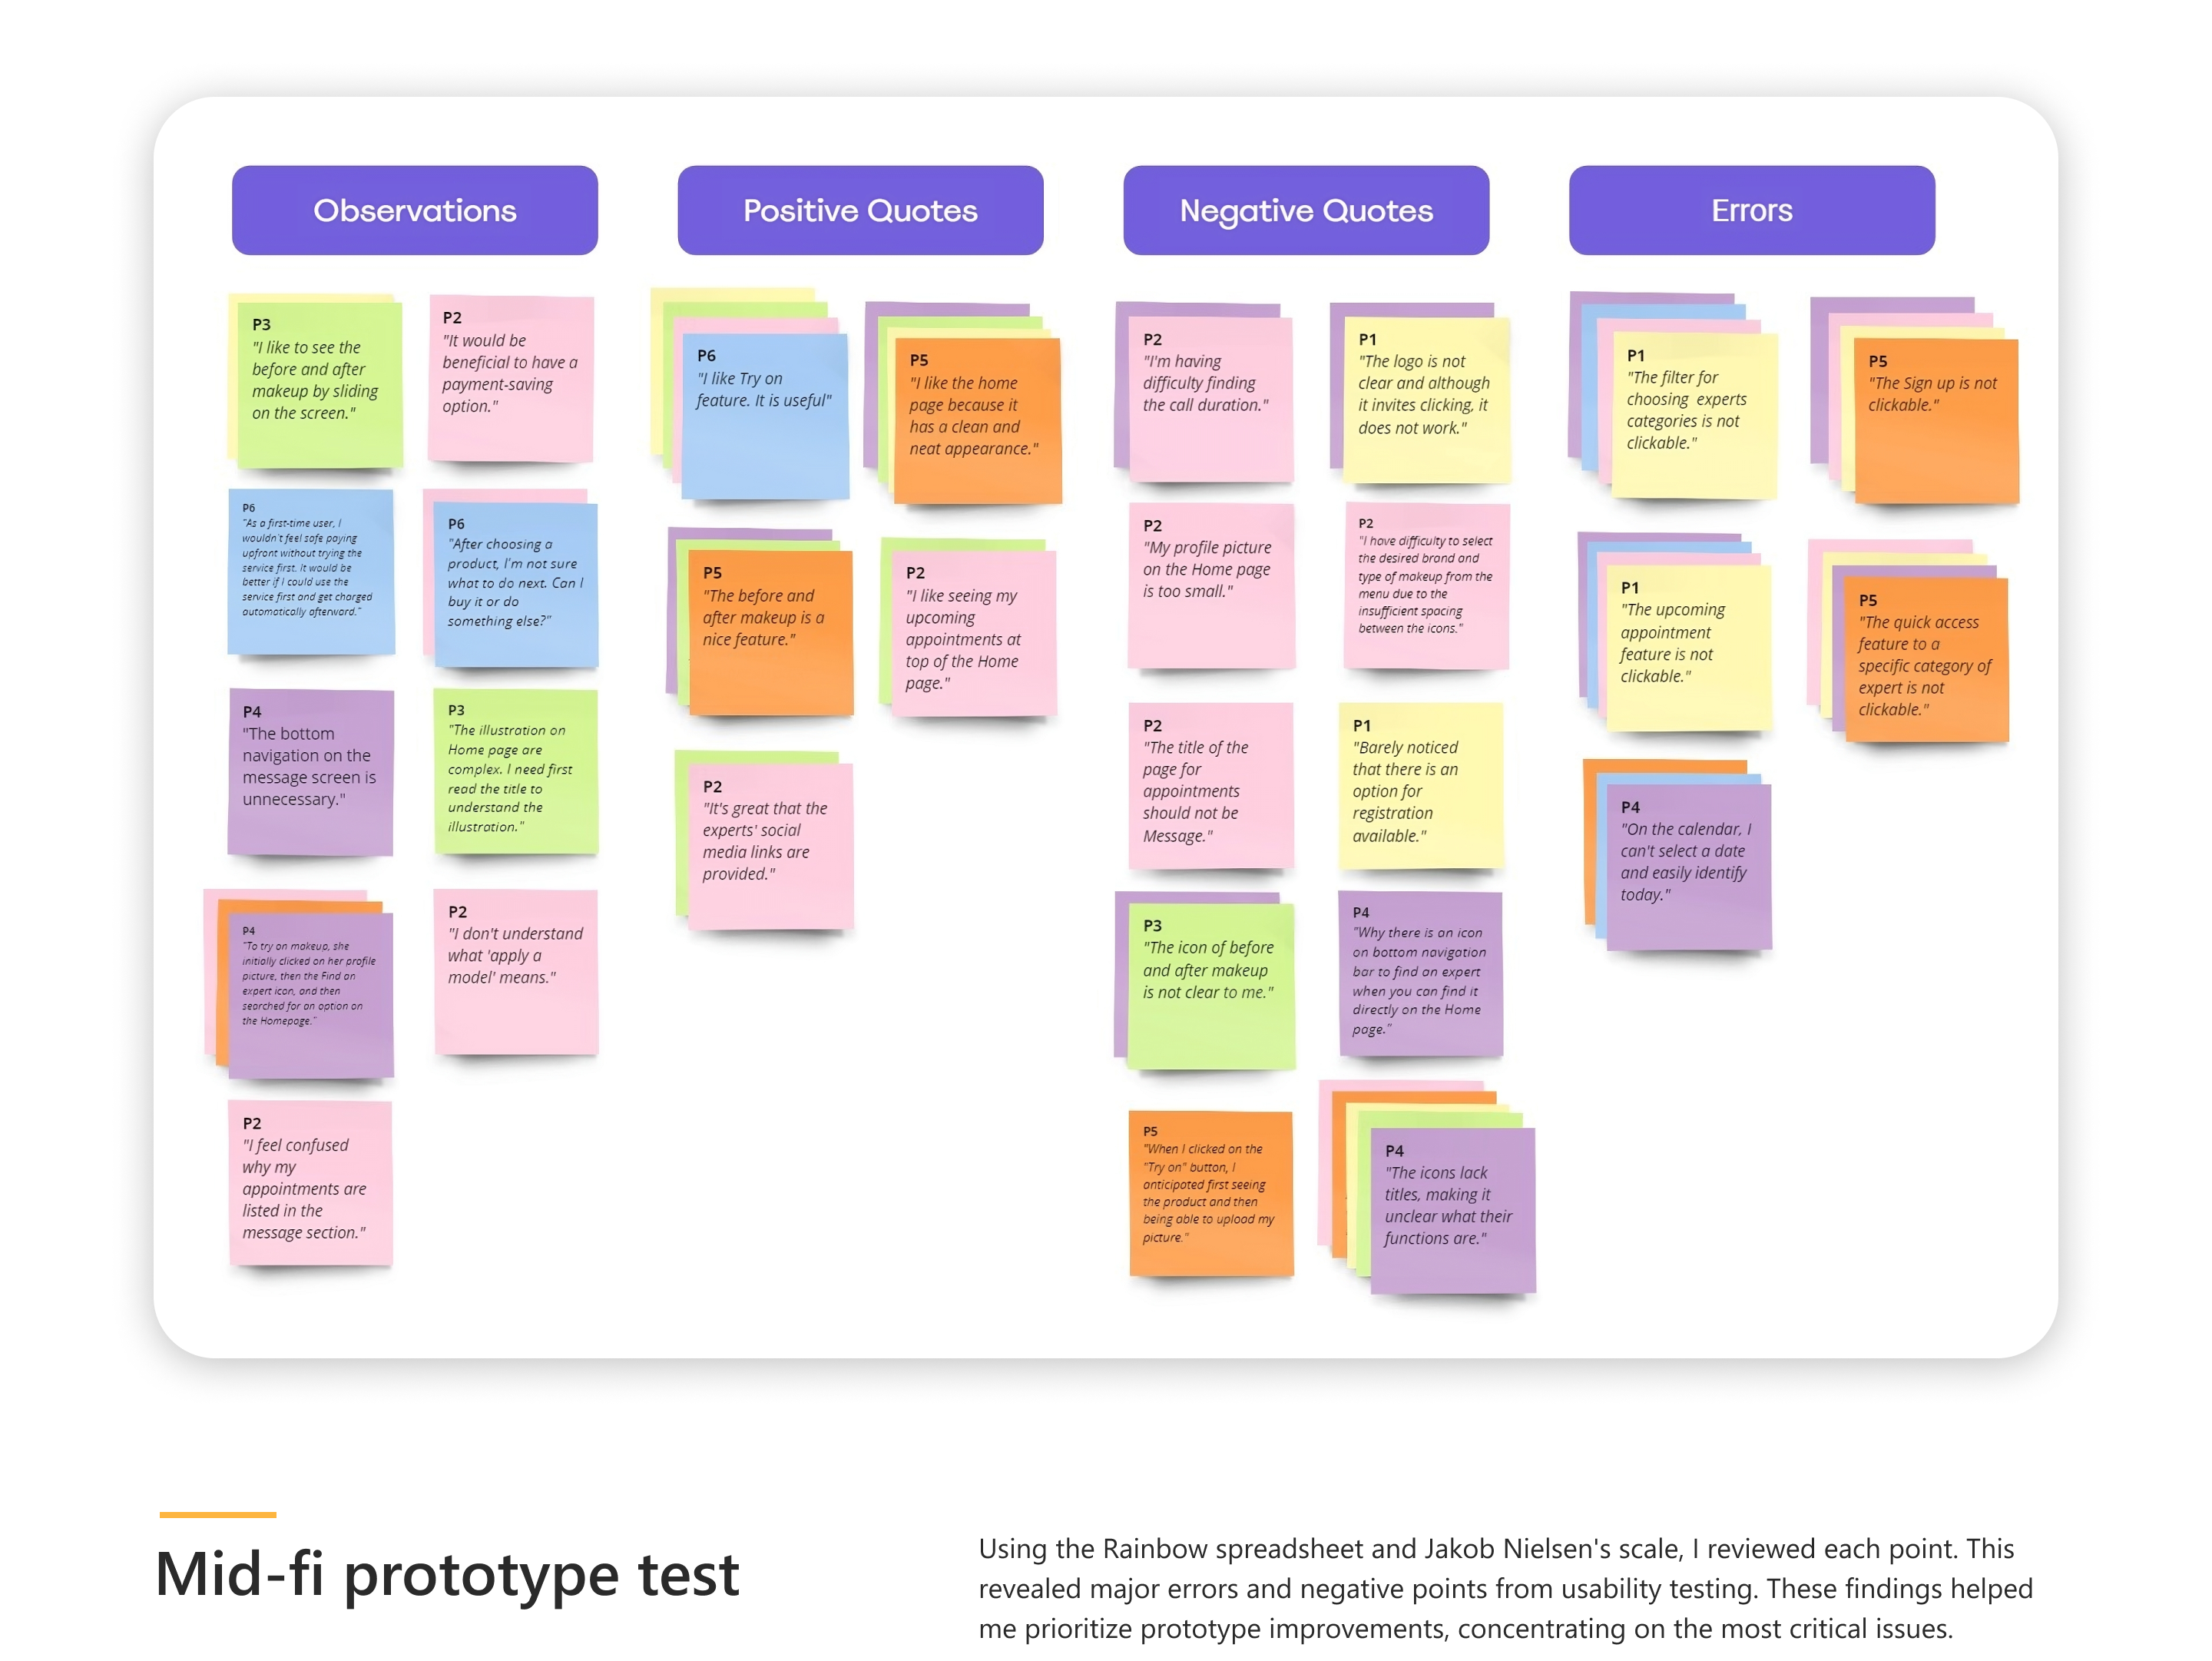 Observations
P3
"I like to see the
before and after
makeup by sliding
on the screen."
P2
"It would be
beneficial to have a
payment-saving
option."
P6
"As a first-time user, I
wouldn't feel safe paying
upfront without trying the
service first. It would be
better if I could use the
service first and get charged
automatically afterward."
P6
"After choosing a
product, I'm not sure
what to do next. Can I
buy it or do
something else?"
P4
"The bottom
navigation on the
message screen is
unnecessary."
P3
"The illustration on
Home page are
complex. I need first
read the title to
understand the
illustration."
P4
"To try on makeup, she
initially clicked on her profile
picture, then the Find an
expert icon, and then
searched for an option on
the Homepage."
P2
"I don't understand
what 'apply a
model' means."
P2
"I feel confused
why my
appointments are
listed in the
message section."
Positive Quotes
P6
"I like Try on
feature. It is useful"
P5
"I like the home
page because it
has a clean and
neat appearance."
P5
"The before and
after makeup is a
nice feature."
P2
"I like seeing my
upcoming
appointments at
top of the Home
page."
P2
"It's great that the
experts' social
media links are
provided."
Negative Quotes
P2
"I'm having
difficulty finding
the call duration."
P1
"The logo is not
clear and although
it invites clicking, it
does not work."
P2
"My profile picture
on the Home page
is too small."
P2
"I have difficulty to select
the desired brand and
type of makeup from the
menu due to the
insufficient spacing
between the icons."
P2
"The title of the
page for
appointments
should not be
Message."
P1
"Barely noticed
that there is an
option for
registration
available."
P3
"The icon of before
and after makeup
is not clear to me."
P4
"Why there is an icon
on bottom navigation
bar to find an expert
when you can find it
directly on the Home
page."
P5
"When I clicked on the
"Try on" button, I
anticipated first seeing
the product and then
being able to upload my
picture."
P4
"The icons lack
titles, making it
unclear what their
functions are."
Errors
P1
"The filter for
choosing experts
categories is not
clickable."
P5
"The Sign up is not
clickable."
P1
"The upcoming
appointment
feature is not
clickable."
P5
"The quick access
feature to a
specific category of
expert is not
clickable."
P4
"On the calendar, I
can't select a date
and easily identify
today."
Mid-fi prototype test
Using the Rainbow spreadsheet and Jakob Nielsen's scale, I reviewed each point. This
revealed major errors and negative points from usability testing. These findings helped
me prioritize prototype improvements, concentrating on the most critical issues.